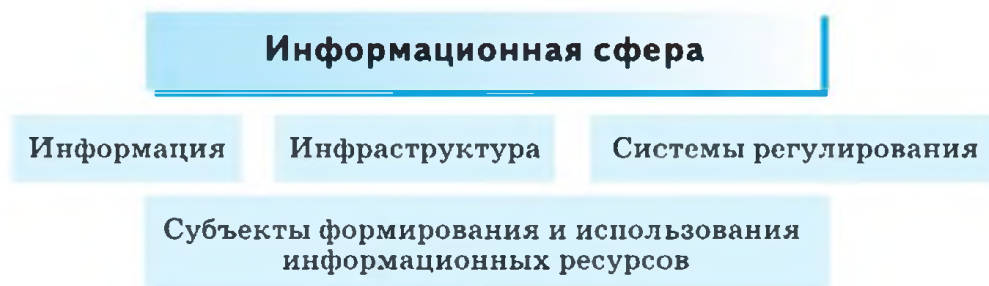 Информационная сфера
Информация
Инфраструктура
Системы регулирования
Субъекты формирования и использования
информационных ресурсов